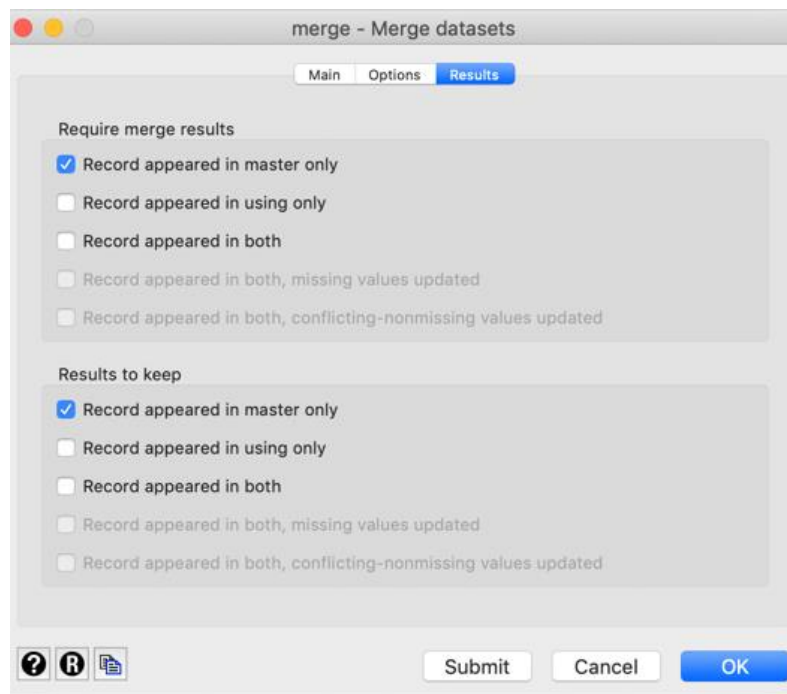 merge - Merge datasets
Main Options Results
Require merge results
Record appeared in master only
Record appeared in using only
Record appeared in both
Record appeared in both, missing values updated
Record appeared in both, conflicting-nonmissing values updated
Results to keep
Record appeared in master only
Record appeared in using only
Record appeared in both
Record appeared in both, missing values updated
Record appeared in both, conflicting-nonmissing values updated
? R Submit Cancel OK